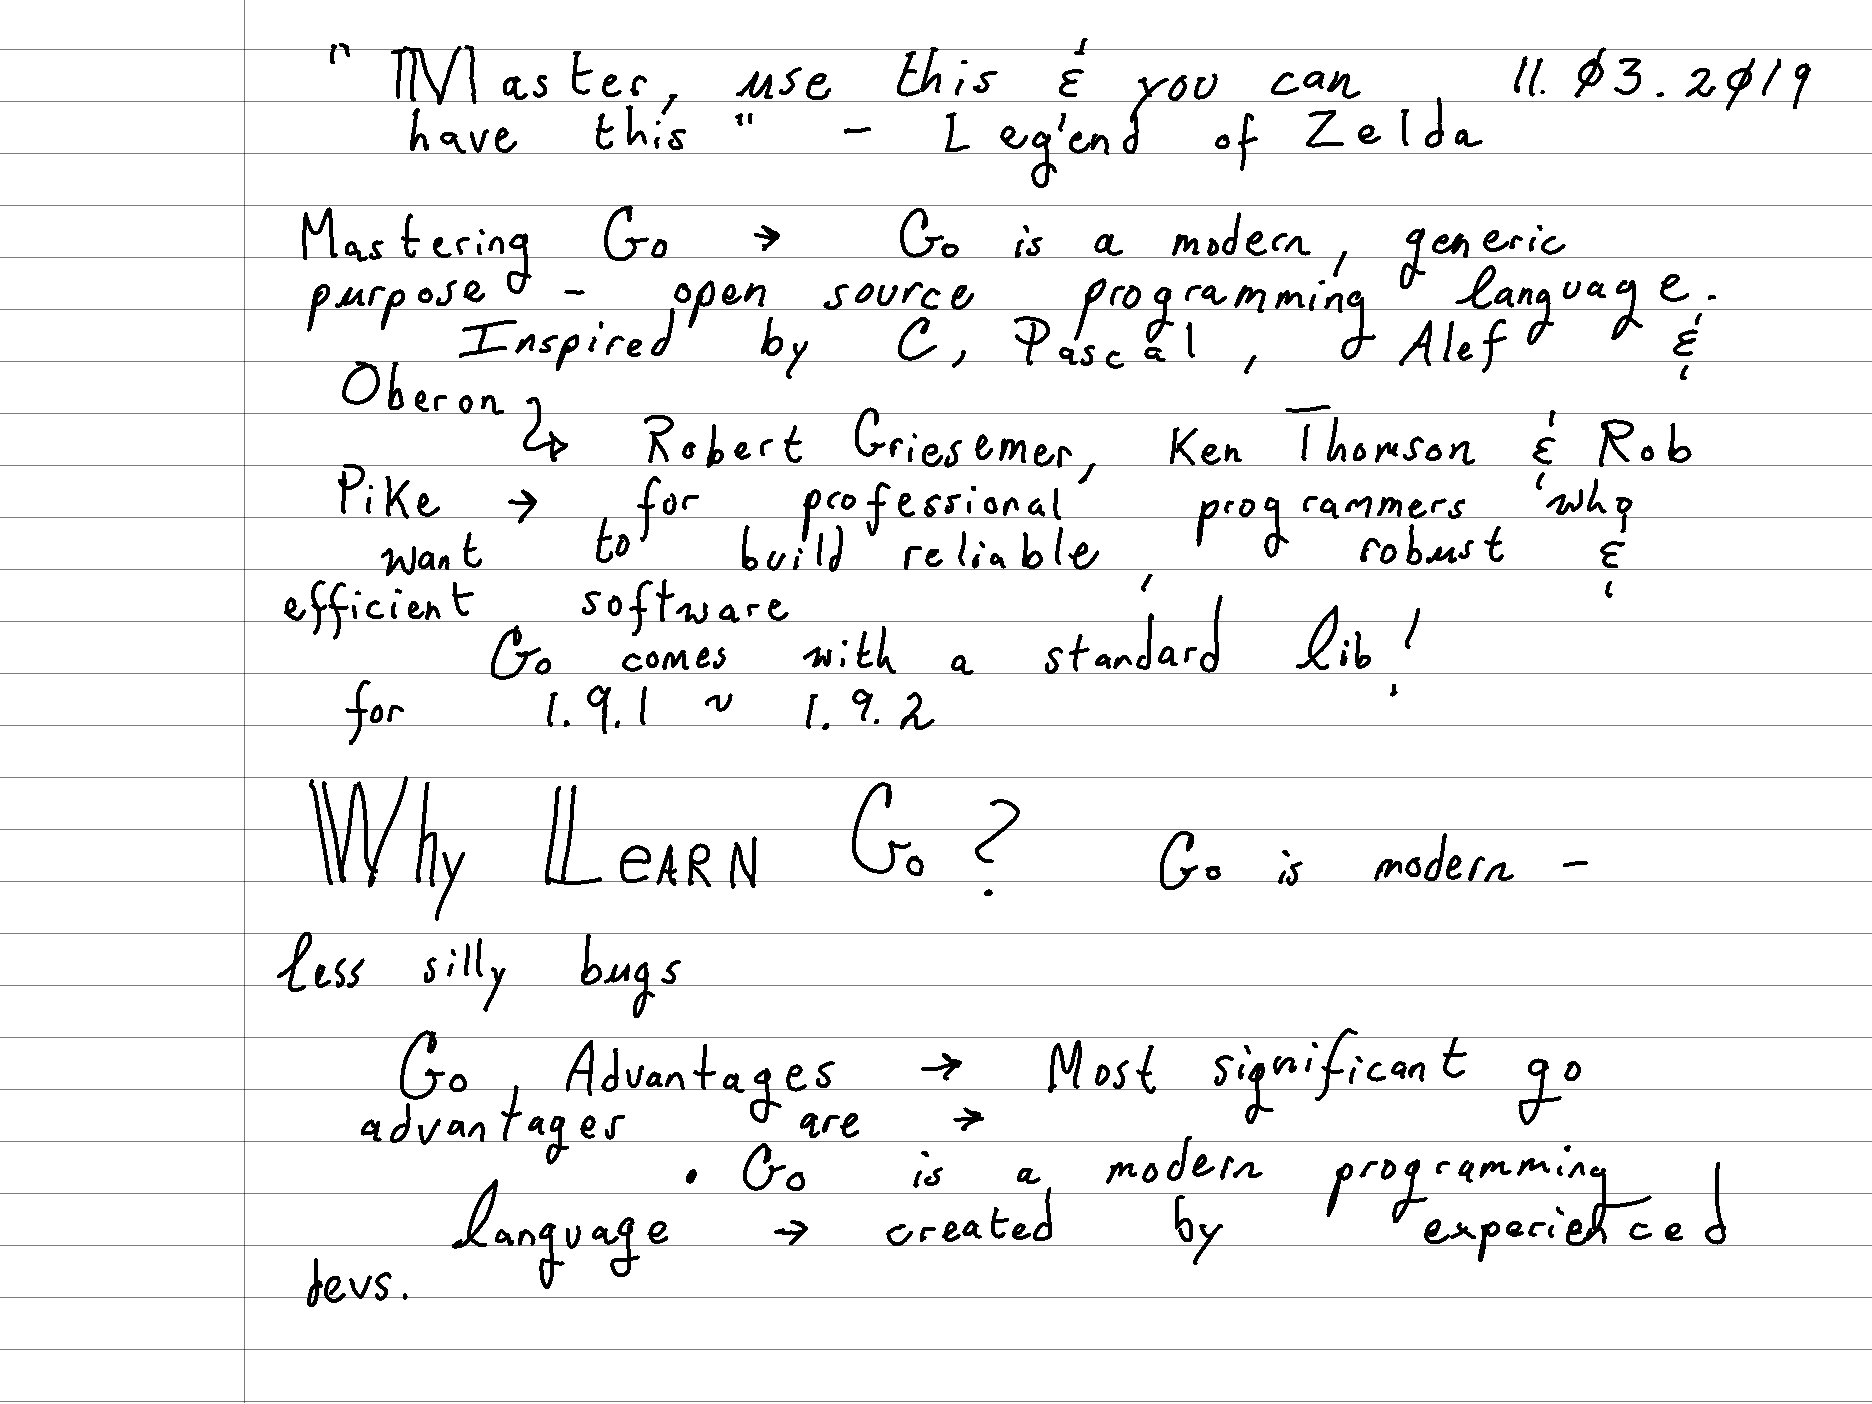 "Master, use this & you can 11.Ø3.2Ø19
have this" - Legend of Zelda
Mastering Go → Go is a modern, generic
purpose - open source programming language.
Inspired by C, Pascal, Alef &
Oberon
↳ Robert Griesemer, Ken Thomson & Rob
Pike → for professional programmers who
want to build reliable, robust &
efficient software
Go comes with a standard lib!
for 1.9.1 ~ 1.9.2
Why LeARN Go? Go is modern -
less silly bugs
Go Advantages → Most significant go
advantages are →
• Go is a modern programming
language → created by experienced
devs.